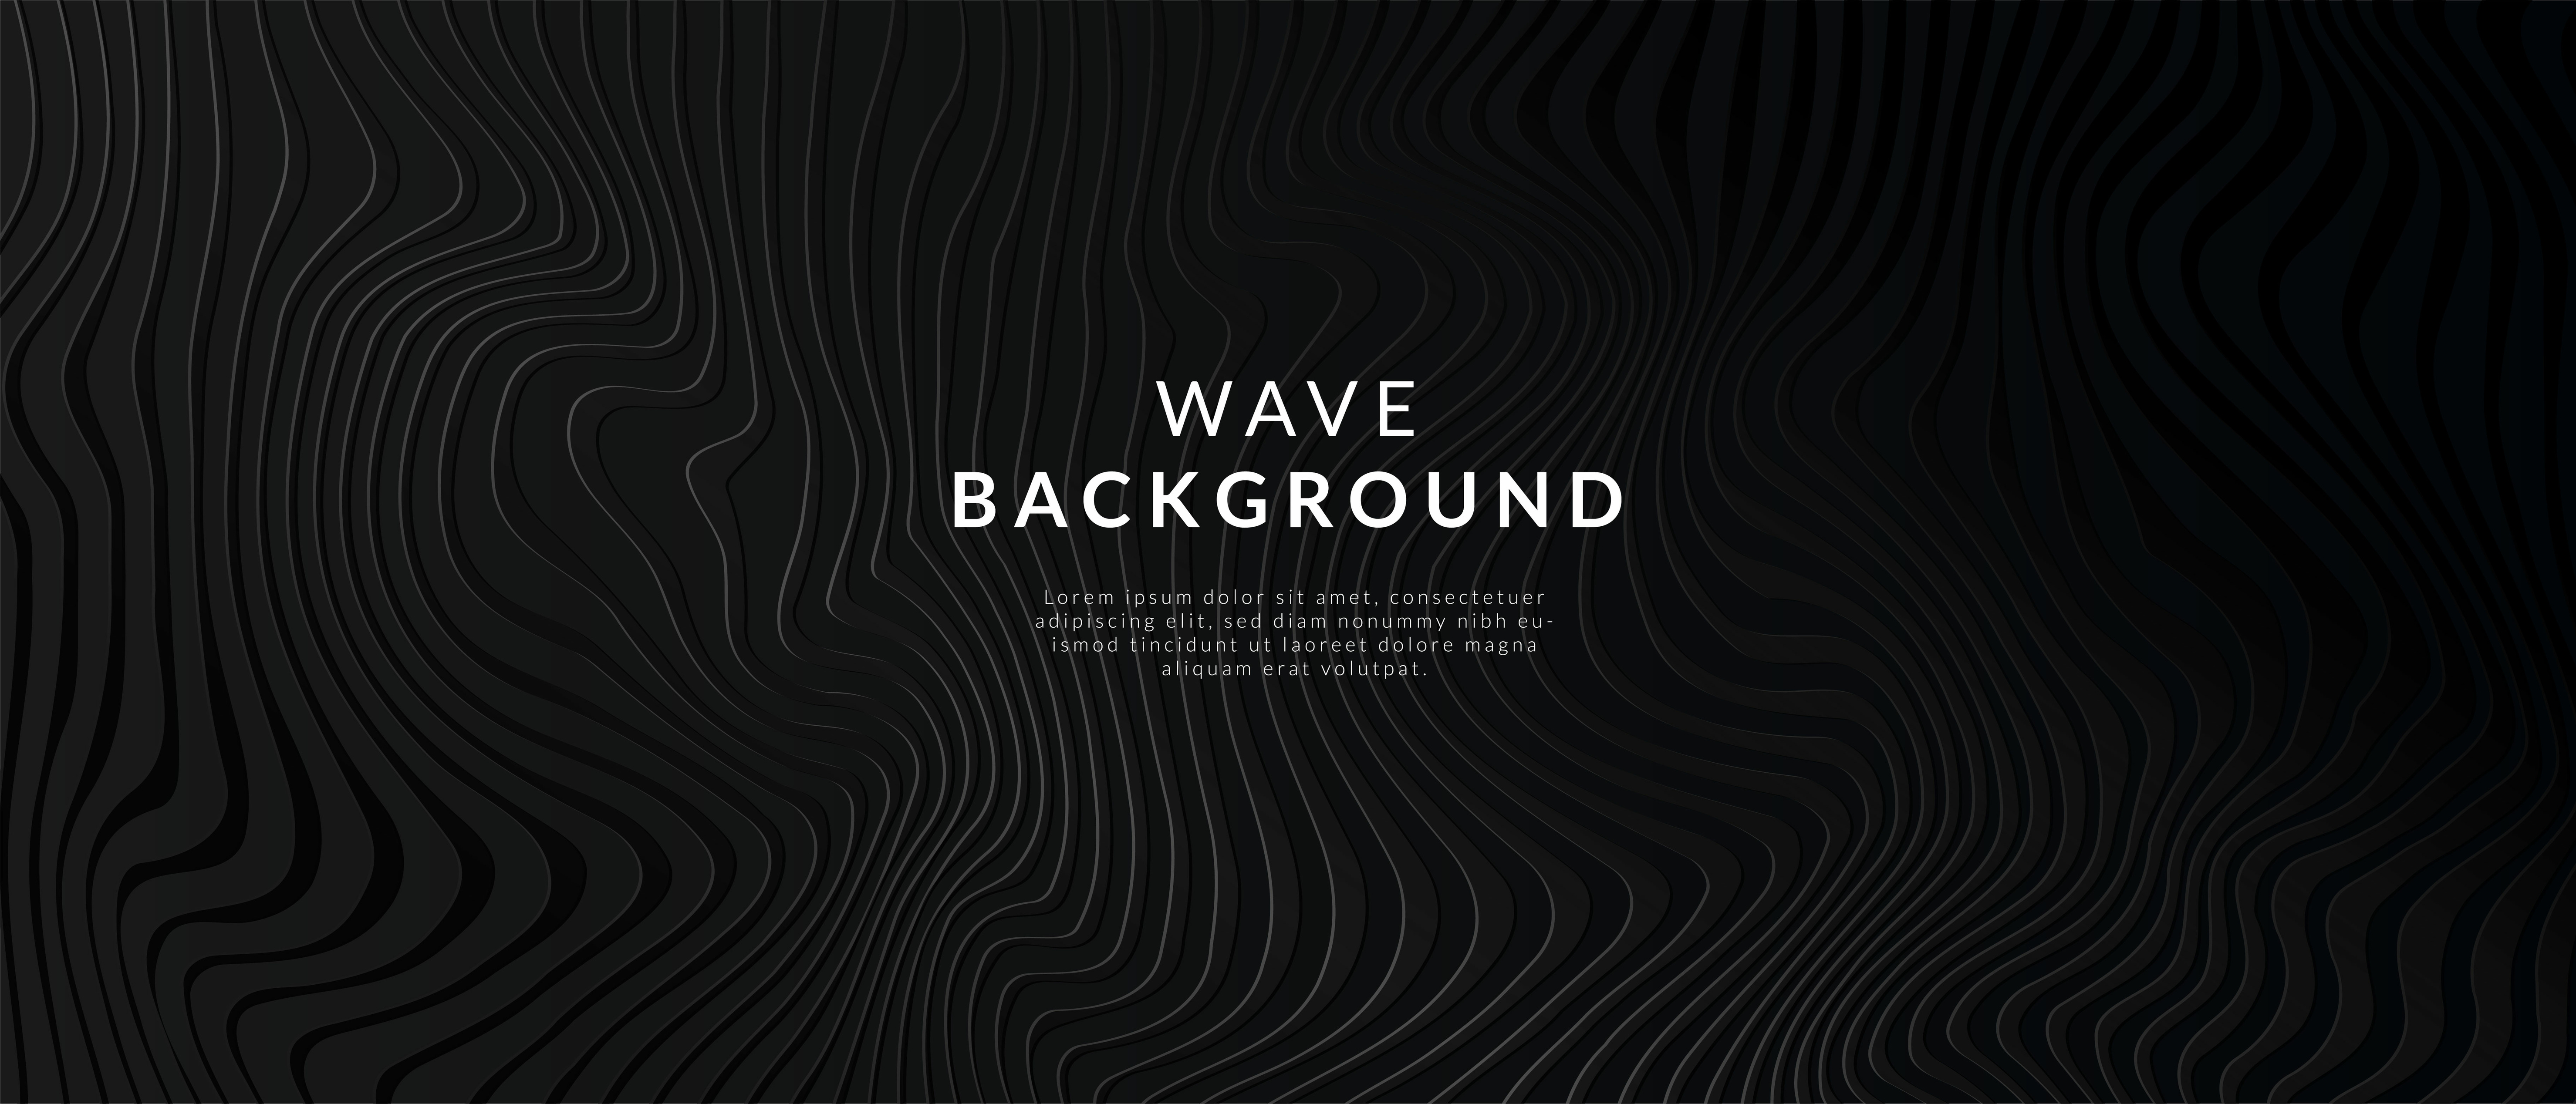 WAVE
BACKGROUND
Lorem ipsum dolor sit amet, consectetuer
adipiscing elit, sed diam nonummy nibh eu-
ismod tincidunt ut laoreet dolore magna
aliquam erat volutpat.